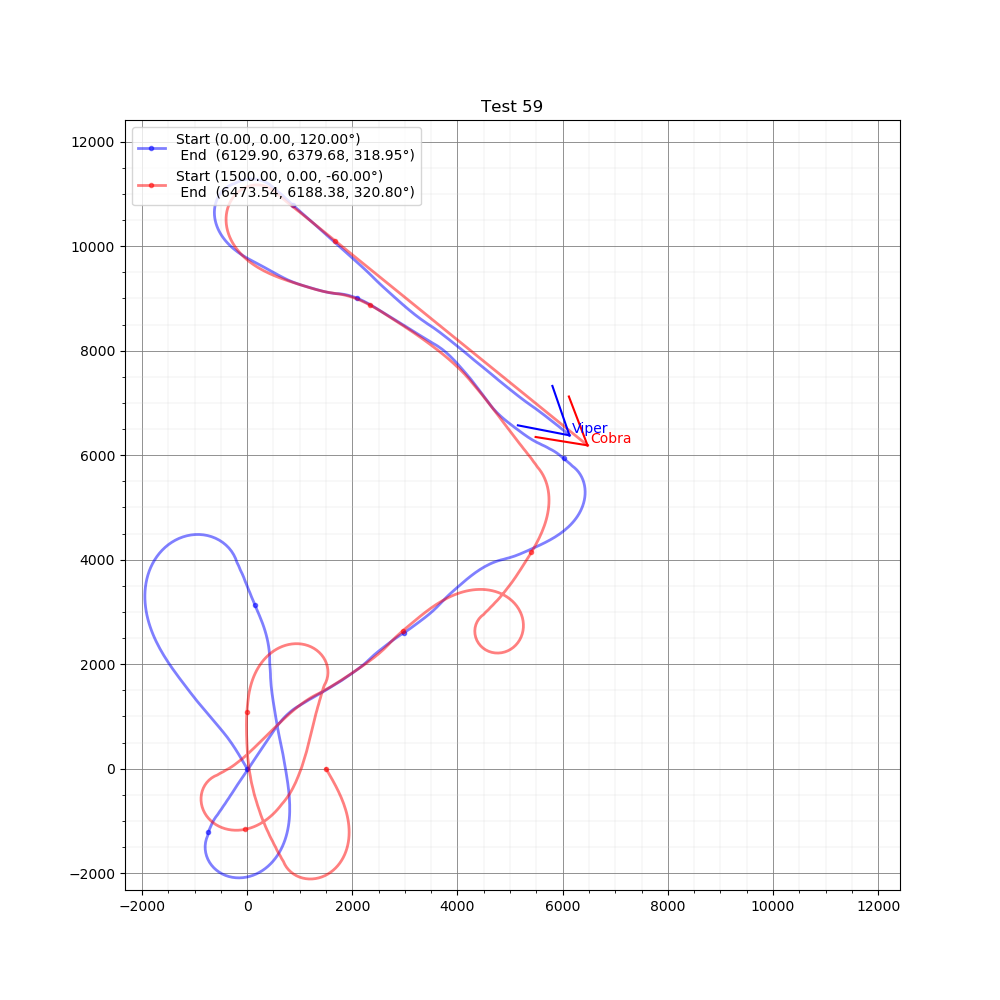 Test 59
Start (0.00, 0.00, 120.00°)
End (6129.90, 6379.68, 318.95°)
Start (1500.00, 0.00, -60.00°)
End (6473.54, 6188.38, 320.80°)
12000
10000
8000
6000
4000
2000
0
−2000
Viper
Cobra
−2000 0 2000 4000 6000 8000 10000 12000